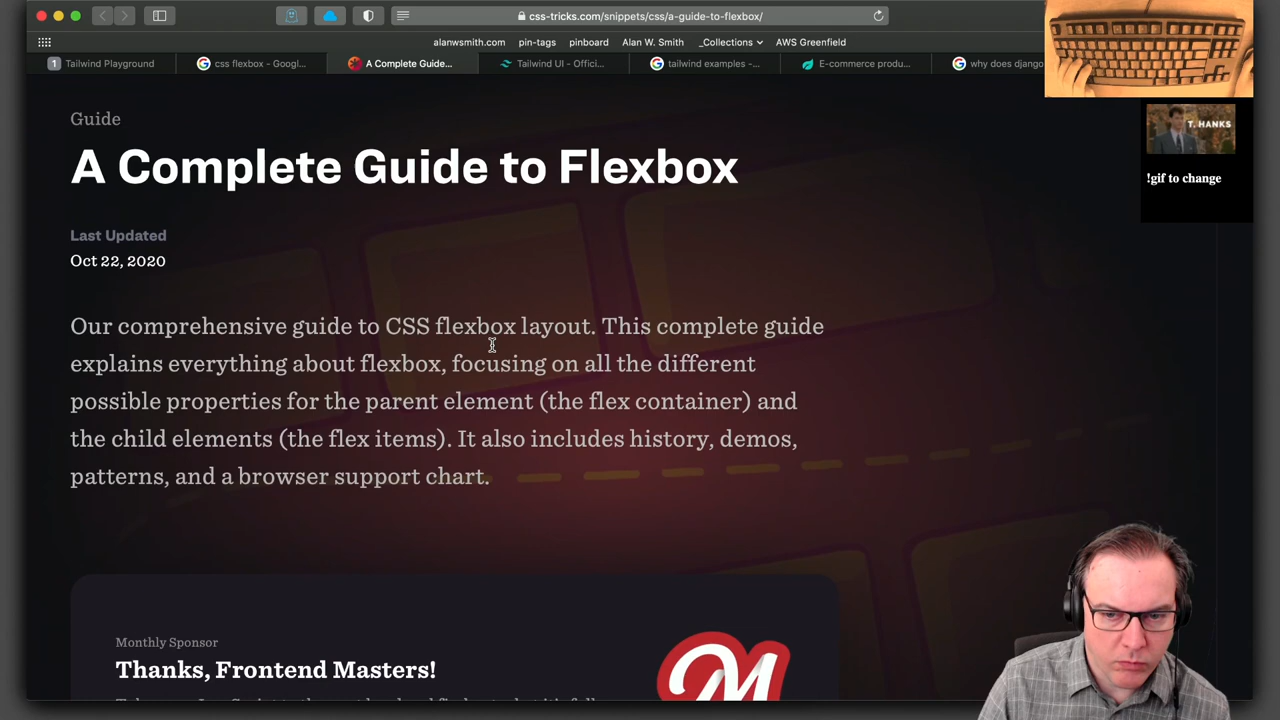 css-tricks.com/snippets/css/a-guide-to-flexbox/
alanwsmith.com pin-tags pinboard Alan W. Smith _Collections AWS Greenfield
1 Tailwind Playground
css flexbox - Googl...
A Complete Guide...
Tailwind UI - Offici...
tailwind examples -...
E-commerce produ...
why does django
Guide
A Complete Guide to Flexbox
Last Updated
Oct 22, 2020
Our comprehensive guide to CSS flexbox layout. This complete guide
explains everything about flexbox, focusing on all the different
possible properties for the parent element (the flex container) and
the child elements (the flex items). It also includes history, demos,
patterns, and a browser support chart.
Monthly Sponsor
Thanks, Frontend Masters!
T. HANKS
!gif to change